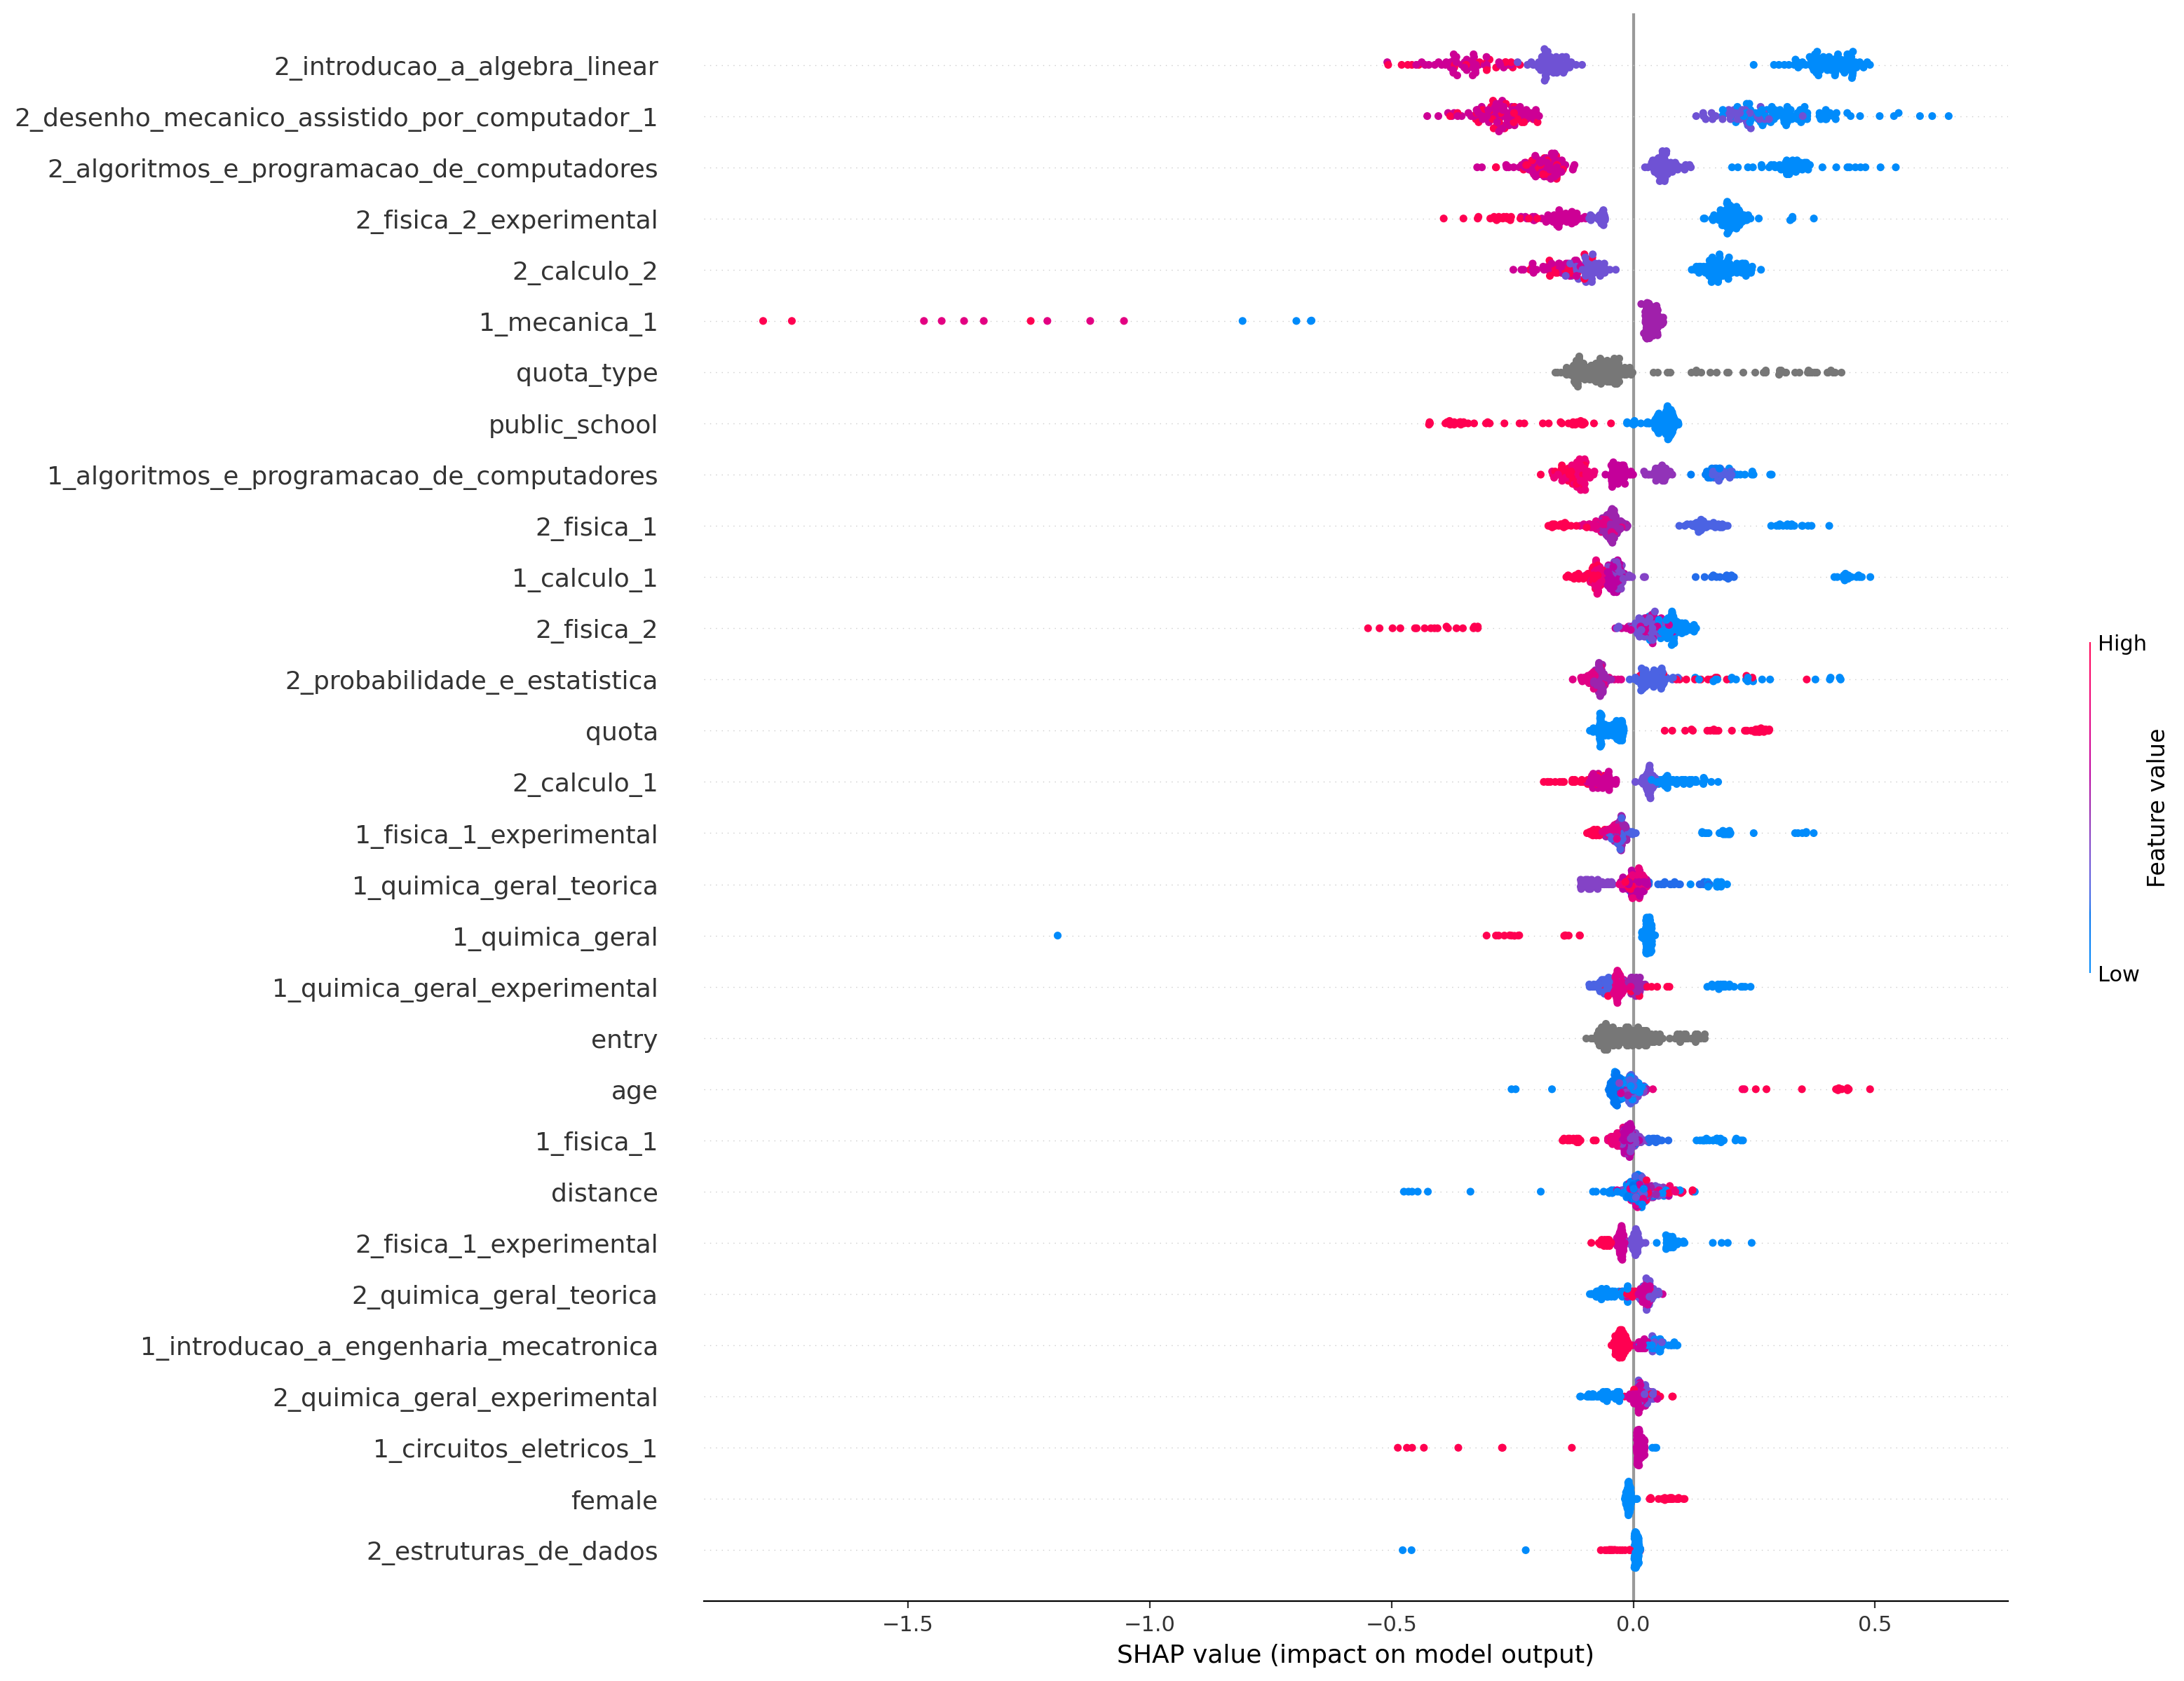 2_introducao_a_algebra_linear
2_desenho_mecanico_assistido_por_computador_1
2_algoritmos_e_programacao_de_computadores
2_fisica_2_experimental
2_calculo_2
1_mecanica_1
quota_type
public_school
1_algoritmos_e_programacao_de_computadores
2_fisica_1
1_calculo_1
2_fisica_2
2_probabilidade_e_estatistica
quota
2_calculo_1
1_fisica_1_experimental
1_quimica_geral_teorica
1_quimica_geral
1_quimica_geral_experimental
entry
age
1_fisica_1
distance
2_fisica_1_experimental
2_quimica_geral_teorica
1_introducao_a_engenharia_mecatronica
2_quimica_geral_experimental
1_circuitos_eletricos_1
female
2_estruturas_de_dados
−1.5 −1.0 −0.5 0.0 0.5
SHAP value (impact on model output)
High
Feature value
Low